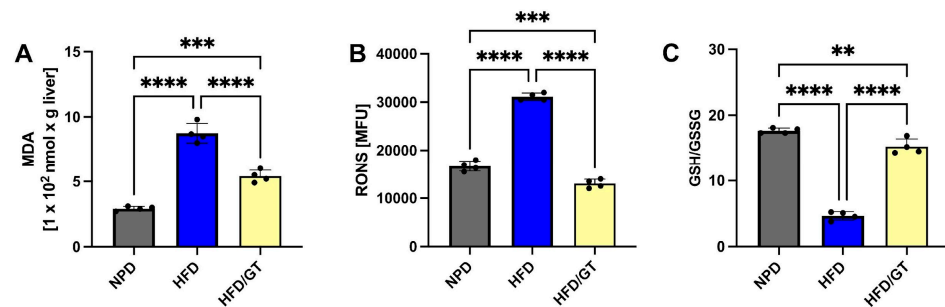 A
MDA
[1 x 10² nmol x g liver]
15
10
5
0
***
****
****
NPD
HFD
HFD/GT
B
RONS [MFU]
40000
30000
20000
10000
0
***
****
****
NPD
HFD
HFD/GT
C
GSH/GSSG
30
20
10
0
**
****
****
NPD
HFD
HFD/GT